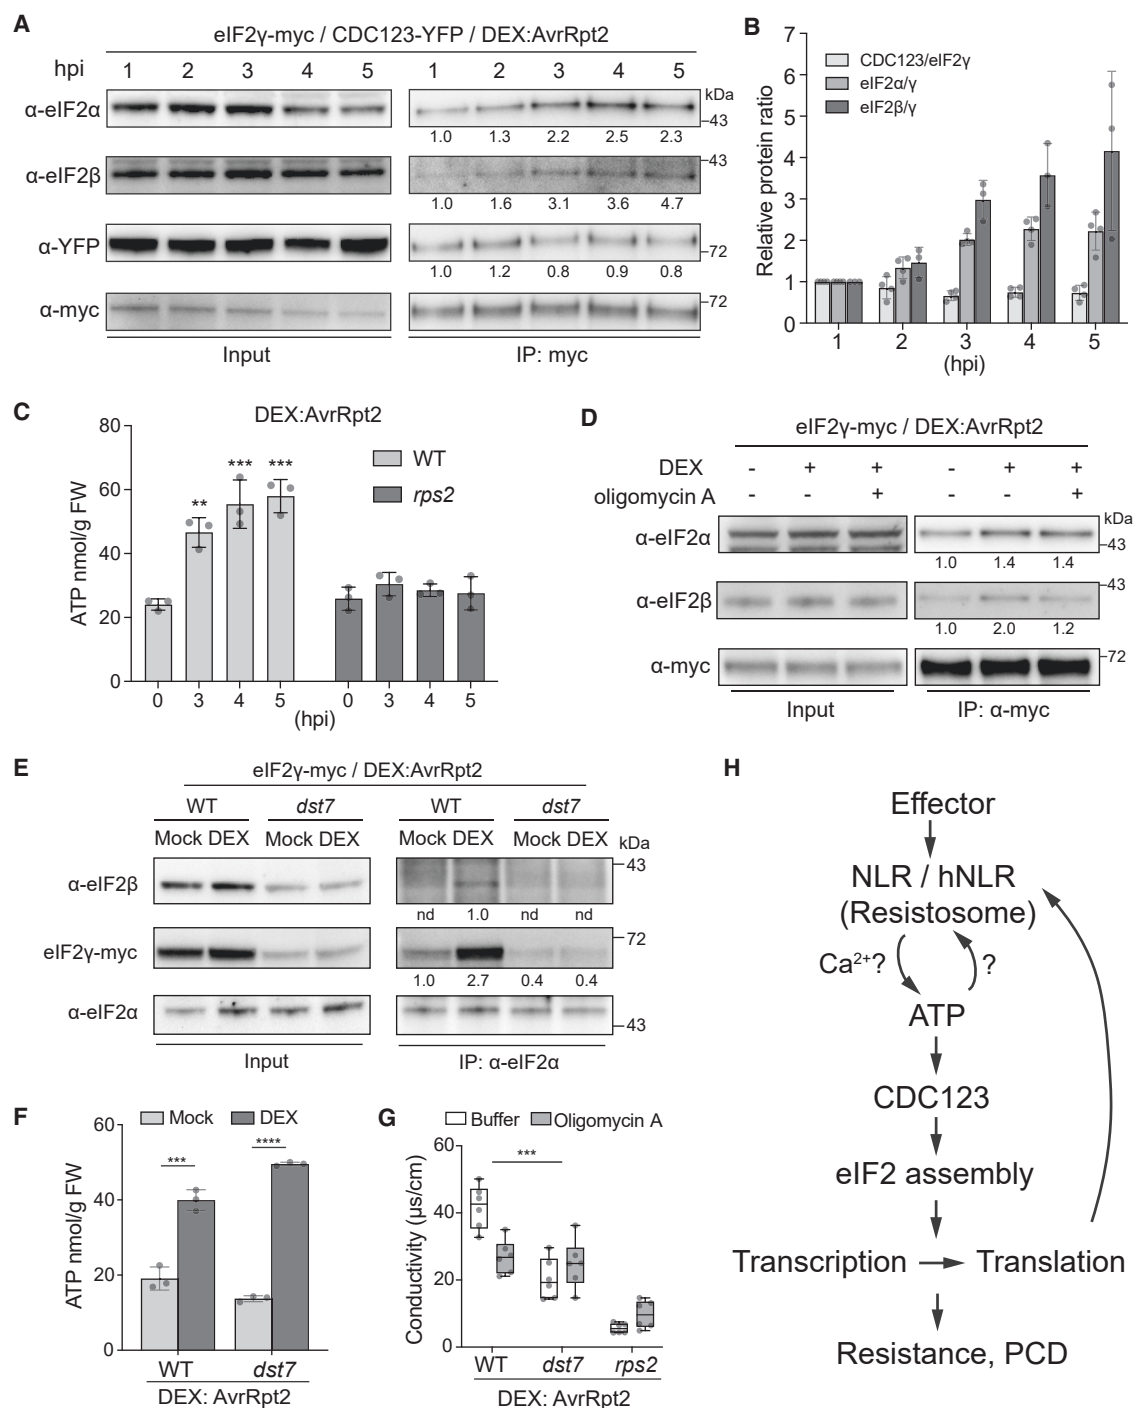 A
eIF2γ-myc / CDC123-YFP / DEX:AvrRpt2
hpi 1 2 3 4 5 1 2 3 4 5
kDa
α-eIF2α
43
1.0 1.3 2.2 2.5 2.3
α-eIF2β
43
1.0 1.6 3.1 3.6 4.7
α-YFP
72
1.0 1.2 0.8 0.9 0.8
α-myc
72
Input IP: myc
B
Relative protein ratio
7
6
5
4
3
2
1
0
CDC123/eIF2γ
eIF2α/γ
eIF2β/γ
1 2 3 4 5
(hpi)
C
DEX:AvrRpt2
ATP nmol/g FW
80
60
40
20
0
** *** ***
WT
rps2
0 3 4 5 0 3 4 5
(hpi)
D
eIF2γ-myc / DEX:AvrRpt2
DEX - + + - + +
oligomycin A - - + - - +
kDa
α-eIF2α
43
1.0 1.4 1.4
α-eIF2β
43
1.0 2.0 1.2
α-myc
72
Input IP: α-myc
E
eIF2γ-myc / DEX:AvrRpt2
WT dst7 WT dst7
Mock DEX Mock DEX Mock DEX Mock DEX
kDa
α-eIF2β
43
nd 1.0 nd nd
eIF2γ-myc
72
1.0 2.7 0.4 0.4
α-eIF2α
43
Input IP: α-eIF2α
F
Mock DEX
ATP nmol/g FW
60
40
20
0
*** ****
WT dst7
DEX: AvrRpt2
G
Buffer Oligomycin A
Conductivity (µs/cm)
60
40
20
0
***
WT dst7 rps2
DEX: AvrRpt2
H
Effector
NLR / hNLR
(Resistosome)
Ca²⁺? ?
ATP
CDC123
eIF2 assembly
Transcription Translation
Resistance, PCD